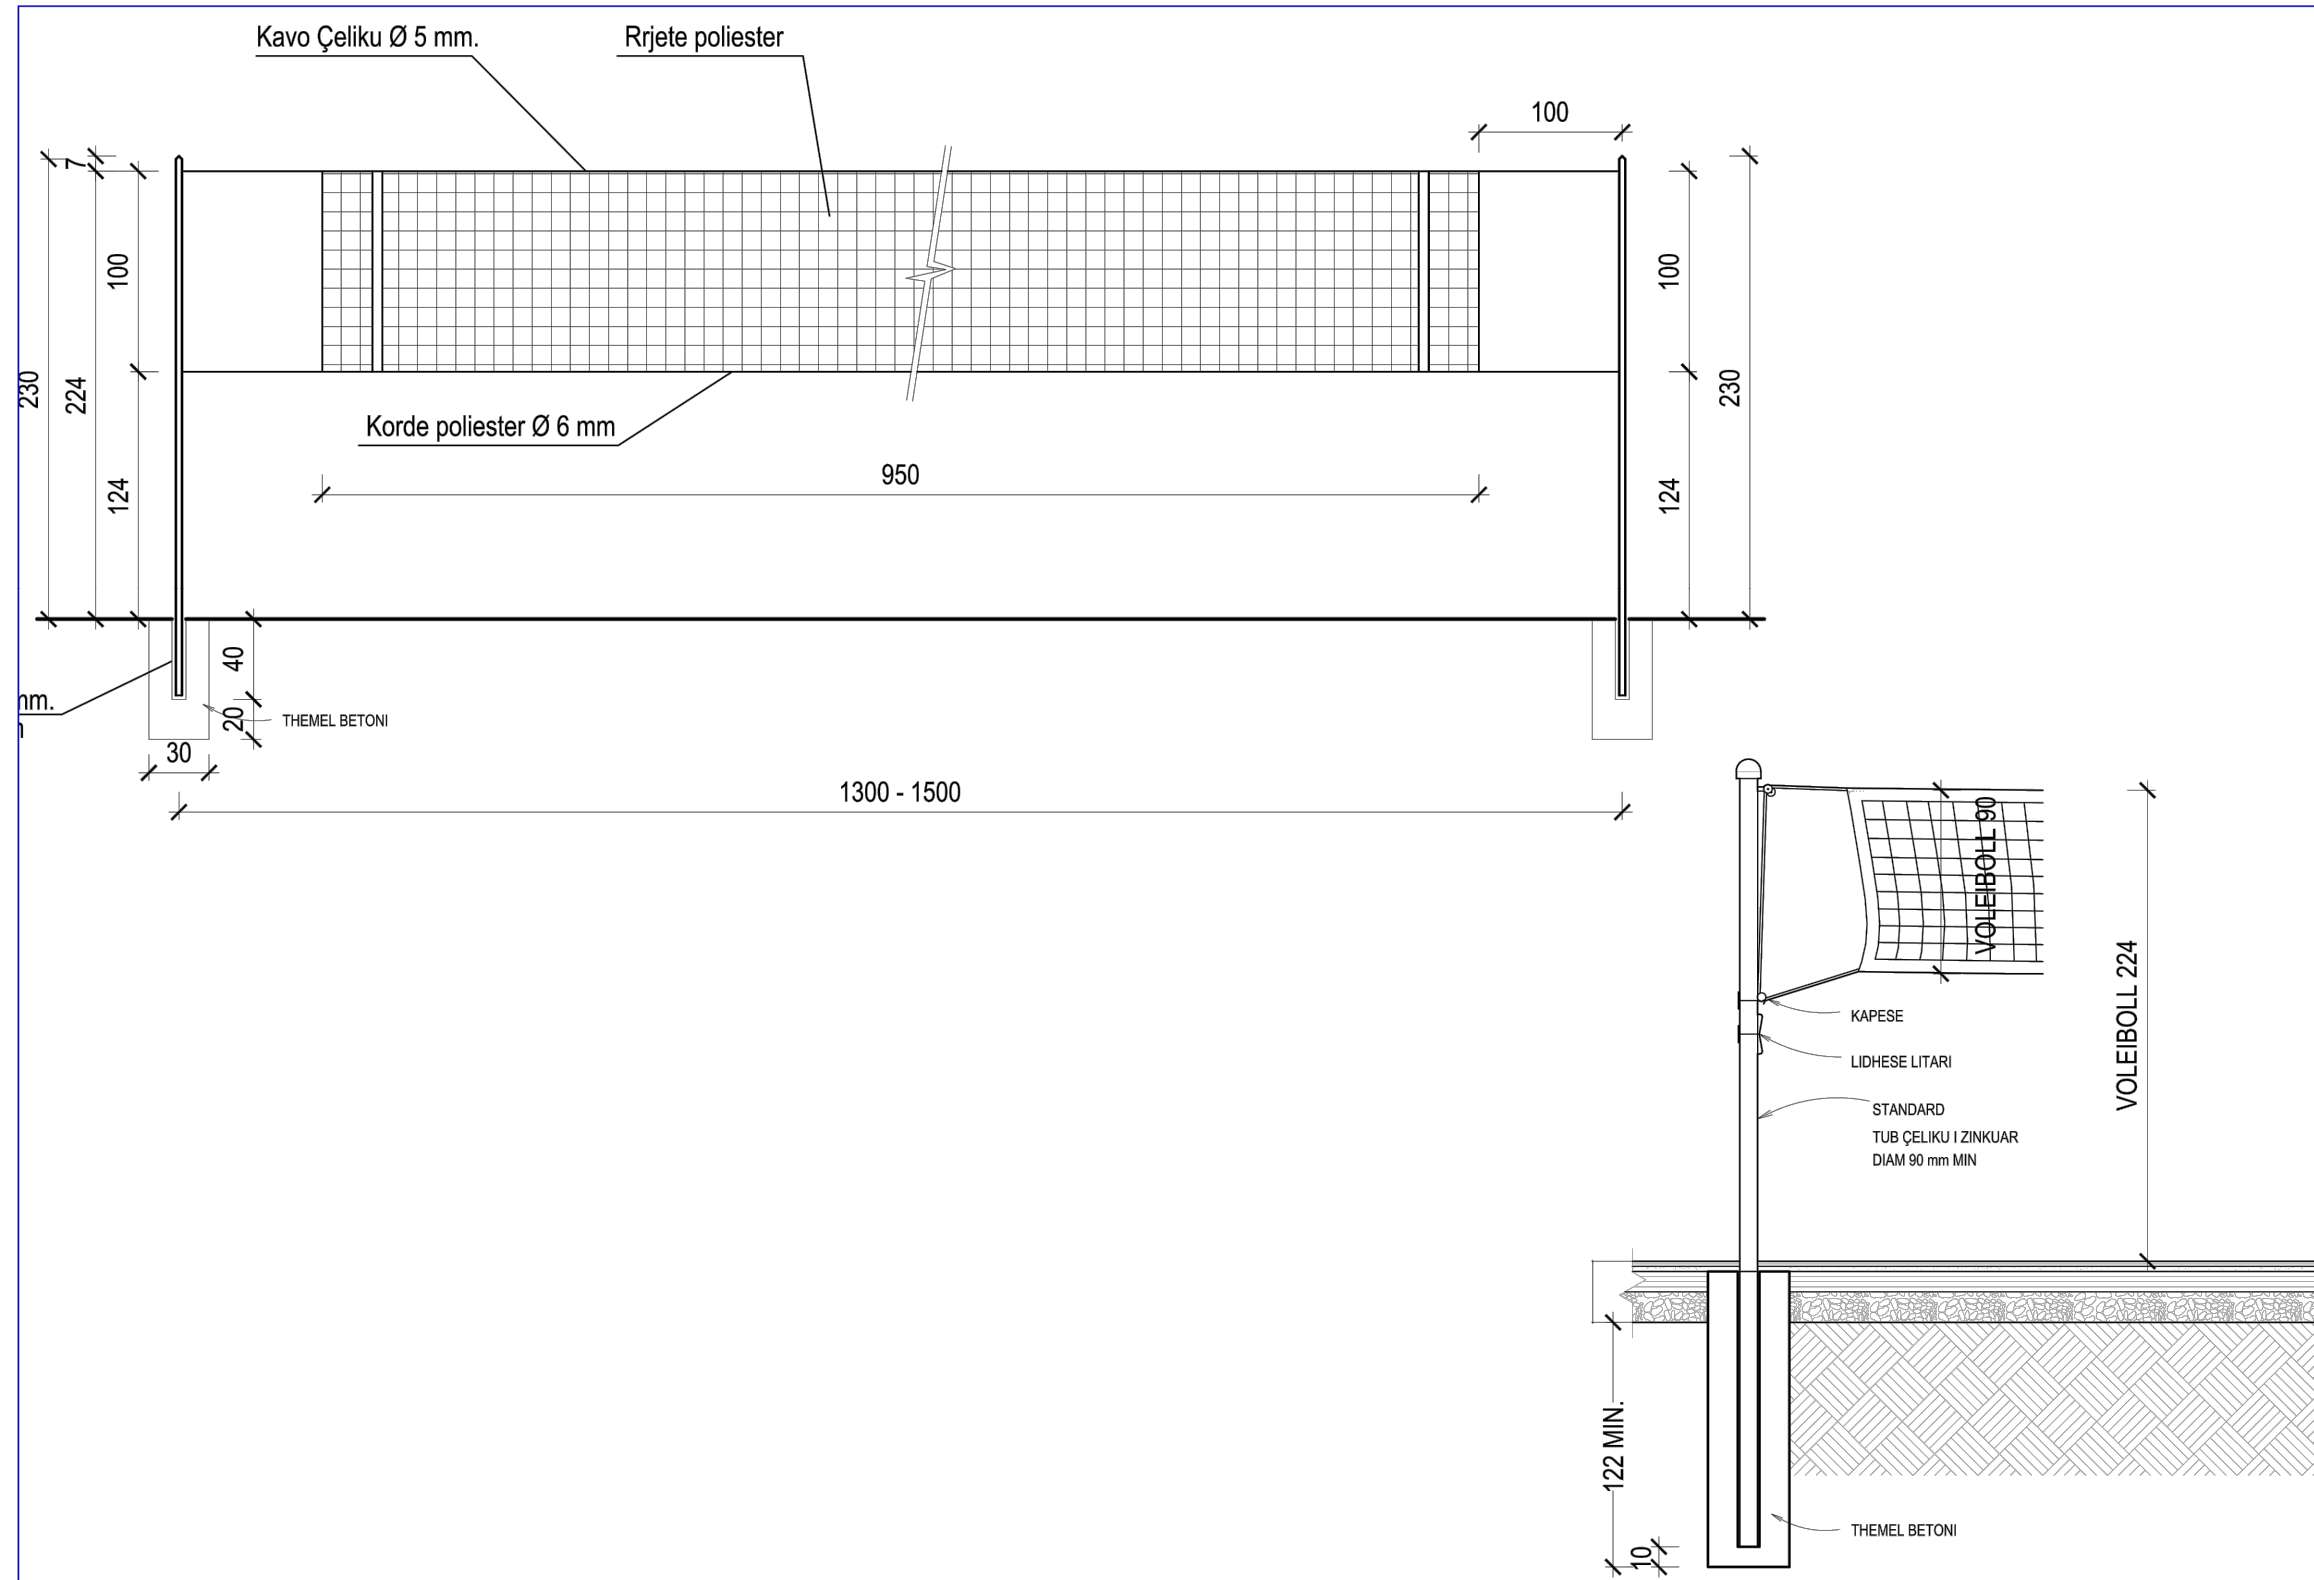 Kavo Çeliku Ø 5 mm.
Rrjete poliester
100
7
100
100
230
224
230
Korde poliester Ø 6 mm
950
124
124
40
mm.
20
THEMEL BETONI
30
1300 - 1500
VOLEIBOLL 90
VOLEIBOLL 224
KAPESE
LIDHESE LITARI
STANDARD
TUB ÇELIKU I ZINKUAR
DIAM 90 mm MIN
122 MIN.
THEMEL BETONI
10